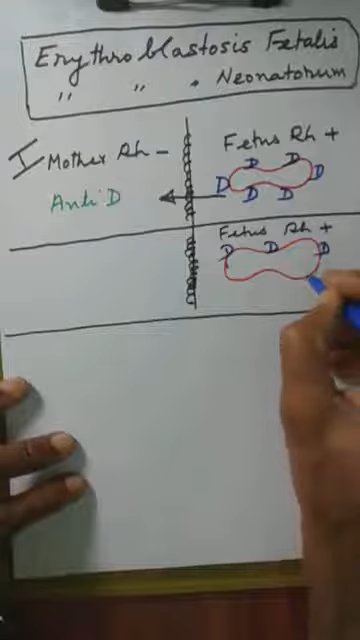 Erythroblastosis Fetalis
" " . Neonatorum
I Mother Rh - Fetus Rh +
D D
D D
Anti D D D
Fetus Rh +
D D D